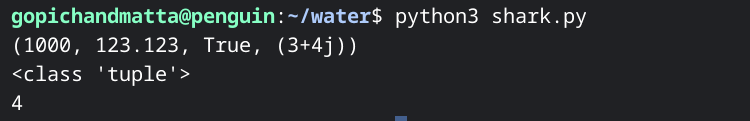 gopichandmatta@penguin:~/water$ python3 shark.py
(1000, 123.123, True, (3+4j))
<class 'tuple'>
4